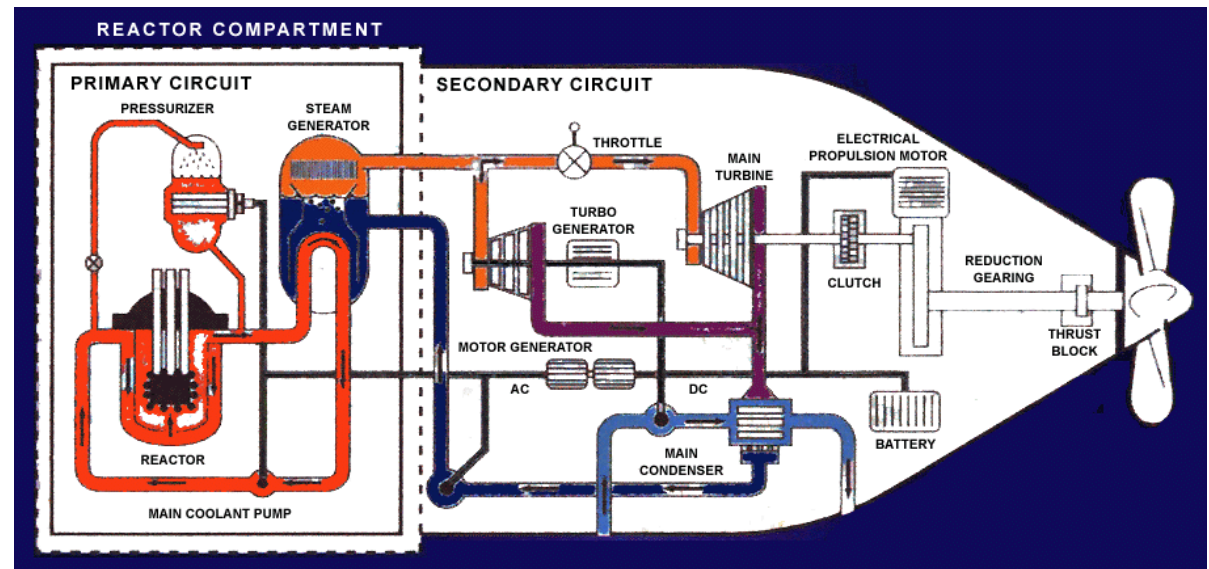 REACTOR COMPARTMENT
PRIMARY CIRCUIT
PRESSURIZER
STEAM
GENERATOR
REACTOR
MAIN COOLANT PUMP
SECONDARY CIRCUIT
THROTTLE
MAIN
TURBINE
ELECTRICAL
PROPULSION MOTOR
TURBO
GENERATOR
CLUTCH
REDUCTION
GEARING
THRUST
BLOCK
MOTOR GENERATOR
AC
DC
BATTERY
MAIN
CONDENSER